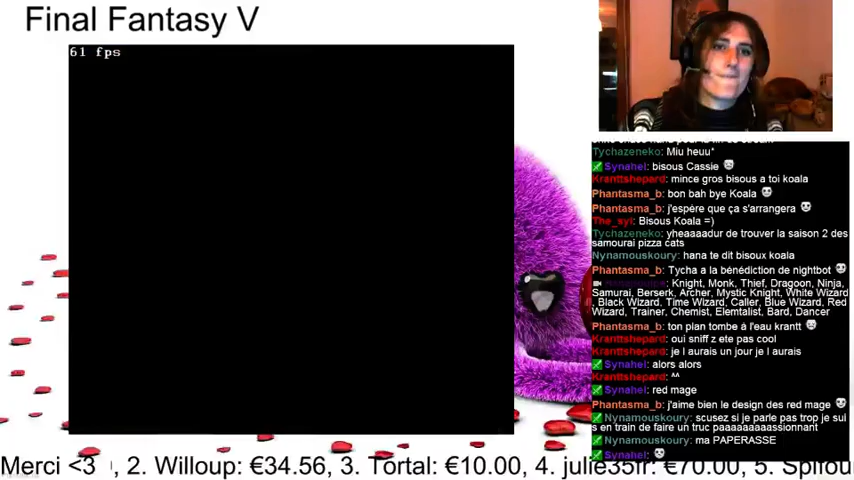 Final Fantasy V
61 fps
Tychazeneko: Miu heuu*
Synahel: bisous Cassie
Kranttshepard: mince gros bisous a toi koala
Phantasma_b: bon bah bye Koala
Phantasma_b: j'espère que ça s'arrangera
The_syl: Bisous Koala =)
Tychazeneko: yheaaaadur de trouver la saison 2 des
samourai pizza cats
Nynamouskoury: hana te dit bisoux koala
Phantasma_b: Tycha a la bénédiction de nightbot
: Knight, Monk, Thief, Dragoon, Ninja,
Samurai, Berserk, Archer, Mystic Knight, White Wizard
, Black Wizard, Time Wizard, Caller, Blue Wizard, Red
Wizard, Trainer, Chemist, Elemtalist, Bard, Dancer
Phantasma_b: ton plan tombe à l'eau krantt
Kranttshepard: oui sniff z ete pas cool
Kranttshepard: je l aurais un jour je l aurais
Synahel: alors alors
Kranttshepard: ^^
Synahel: red mage
Phantasma_b: j'aime bien le design des red mage
Nynamouskoury: scusez si je parle pas trop je sui
s en train de faire un truc paaaaaaaaassionnant
Nynamouskoury: ma PAPERASSE
Synahel:
Merci <3 , 2. Willoup: €34.56, 3. Tortal: €10.00, 4. julie35fr: €70.00, 5. Spifou